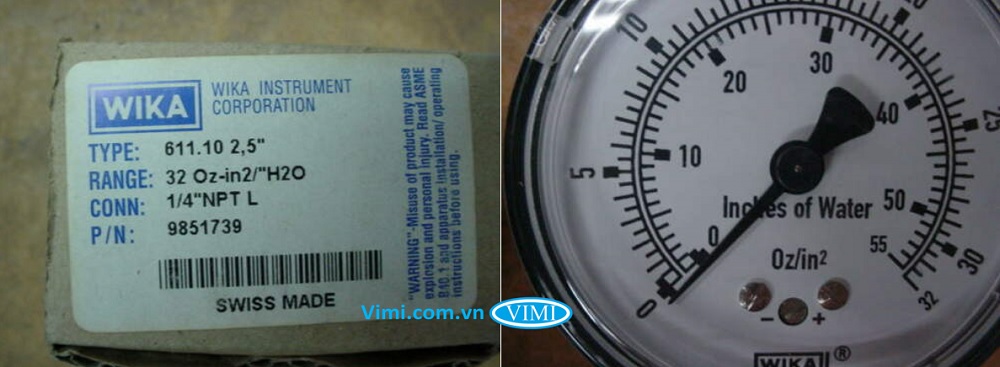 WIKA
WIKA INSTRUMENT
CORPORATION
TYPE: 611.10 2,5"
RANGE: 32 Oz-in2/"H2O
CONN: 1/4"NPT L
P/N: 9851739
SWISS MADE
"WARNING"-Misuse of product may cause
explosion and personal injury. Read ASME
B40.1 and apparatus installation/ operating
instructions before using.
Vimi.com.vn VIMI
0 5 10 20 25 30 32
0 10 20 30 40 50 55
Inches of Water
Oz/in2
- +
WIKA ®